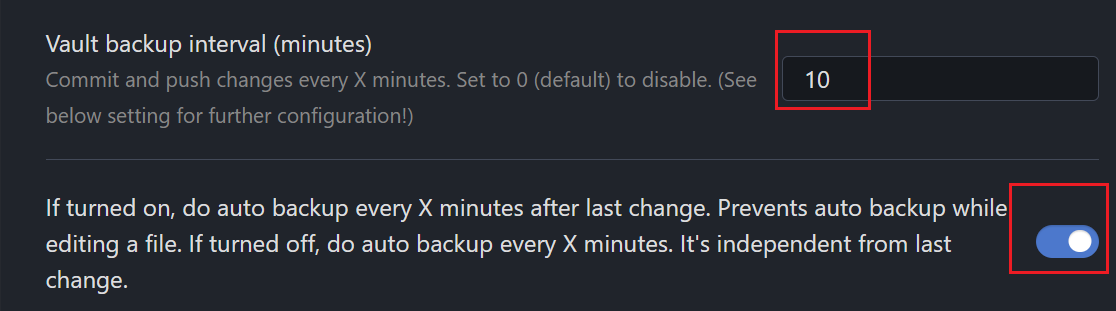 Vault backup interval (minutes)
Commit and push changes every X minutes. Set to 0 (default) to disable. (See
below setting for further configuration!)
10
If turned on, do auto backup every X minutes after last change. Prevents auto backup while
editing a file. If turned off, do auto backup every X minutes. It's independent from last
change.